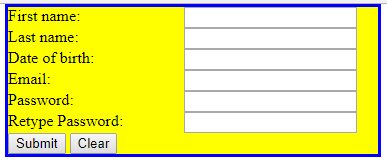 First name:
Last name:
Date of birth:
Email:
Password:
Retype Password:
Submit Clear